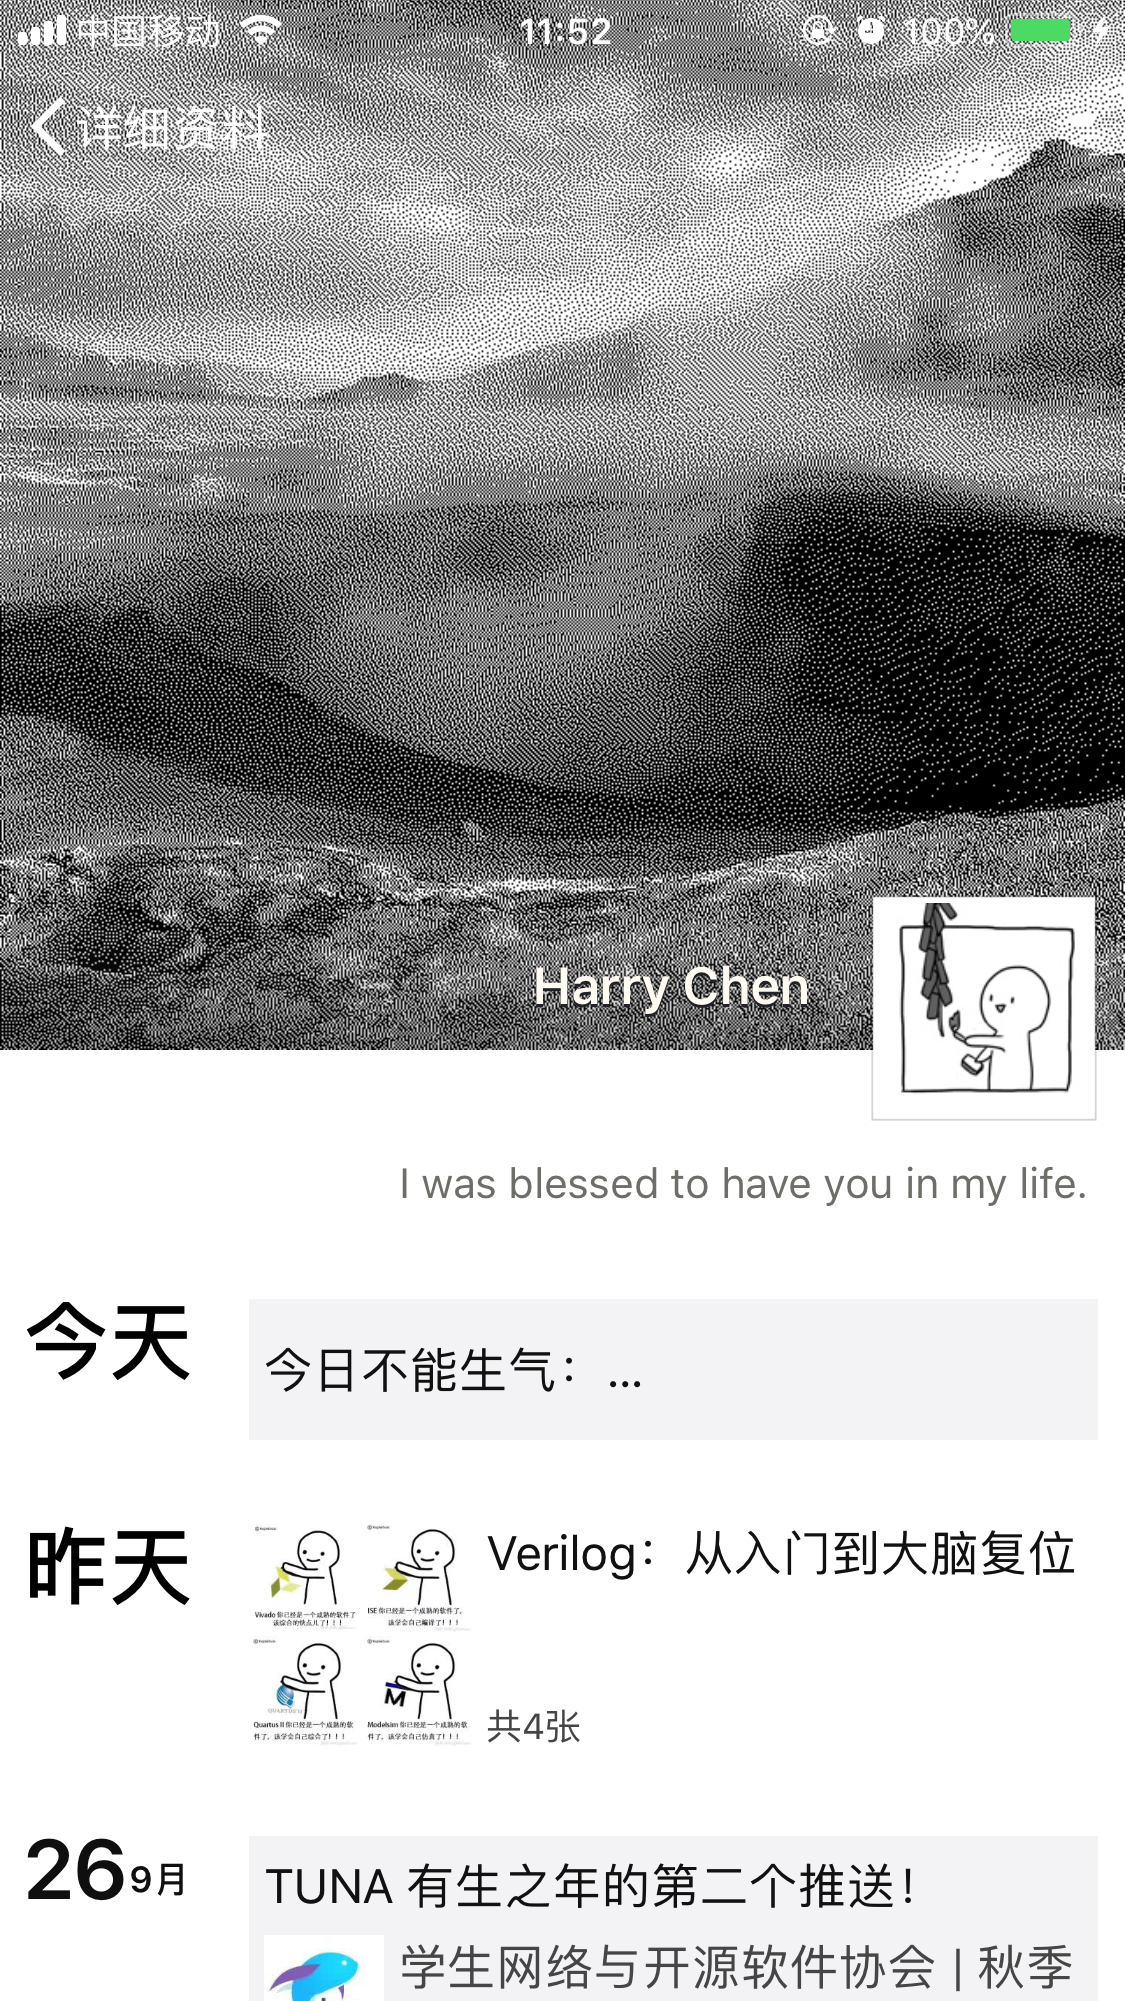 中国移动
11:52
100%
详细资料
Harry Chen
I was blessed to have you in my life.
今天
今日不能生气：...
昨天
Verilog：从入门到大脑复位
Vivado 你已经是一个成熟的软件了
该综合的快点儿了！！！
ISE 你已经是一个成熟的软件了，
该学会自己编译了！！！
Quartus II 你已经是一个成熟的软
件了，该学会自己综合了！！！
M
Modelsim 你已经是一个成熟的软
件了，该学会自己仿真了！！！
共4张
26 9月
TUNA 有生之年的第二个推送！
学生网络与开源软件协会 | 秋季